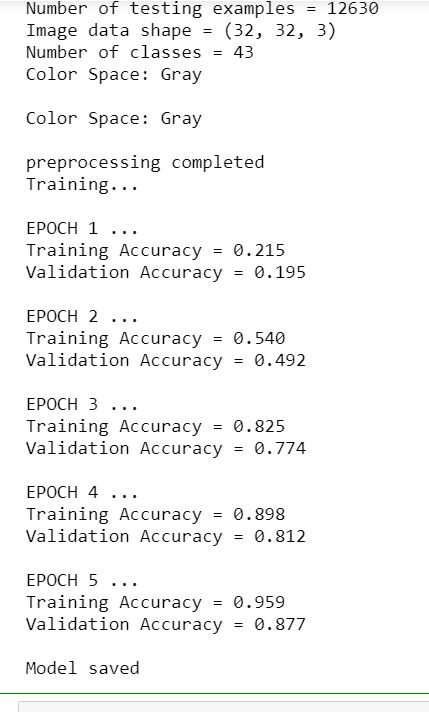 Number of testing examples = 12630
Image data shape = (32, 32, 3)
Number of classes = 43
Color Space: Gray
Color Space: Gray
preprocessing completed
Training...
EPOCH 1 ...
Training Accuracy = 0.215
Validation Accuracy = 0.195
EPOCH 2 ...
Training Accuracy = 0.540
Validation Accuracy = 0.492
EPOCH 3 ...
Training Accuracy = 0.825
Validation Accuracy = 0.774
EPOCH 4 ...
Training Accuracy = 0.898
Validation Accuracy = 0.812
EPOCH 5 ...
Training Accuracy = 0.959
Validation Accuracy = 0.877
Model saved